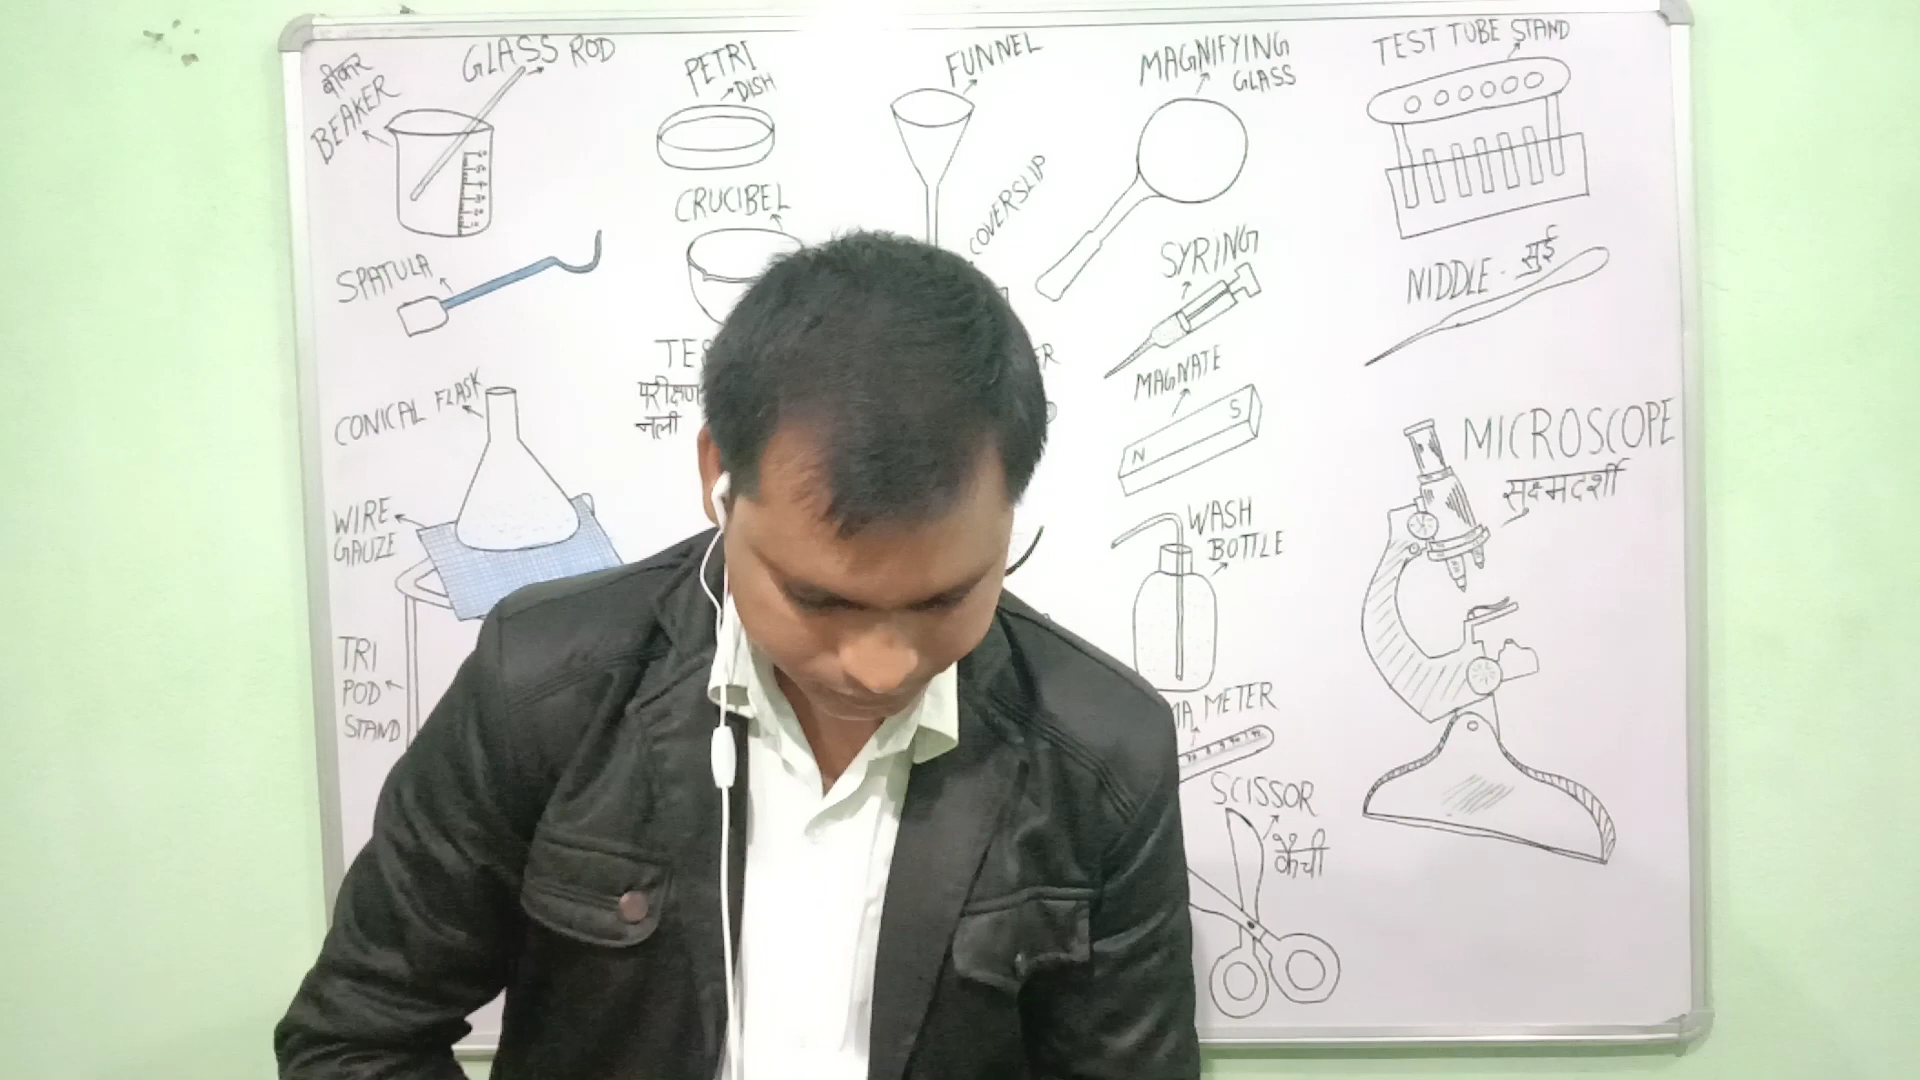 बीकर
BEAKER
GLASS ROD
PETRI
DISH
FUNNEL
MAGNIFYING
GLASS
TEST TUBE STAND
SPATULA
CRUCIBEL
COVERSLIP
SYRING
NIDDLE - सुई
CONICAL FLASK
परीक्षण
नली
MAGNATE
N
S
MICROSCOPE
सुक्ष्मदर्शी
WIRE
GAUZE
WASH
BOTTLE
TRI
POD
STAND
METER
SCISSOR
कैंची